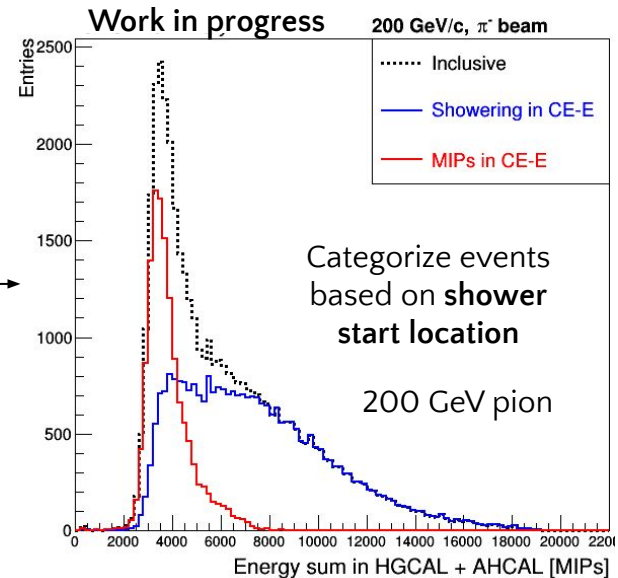 Work in progress
200 GeV/c, π⁻ beam
Entries
2500
2000
1500
1000
500
0
Inclusive
Showering in CE-E
MIPs in CE-E
Categorize events
based on shower
start location
200 GeV pion
0 2000 4000 6000 8000 10000 12000 14000 16000 18000 20000 2200
Energy sum in HGCAL + AHCAL [MIPs]